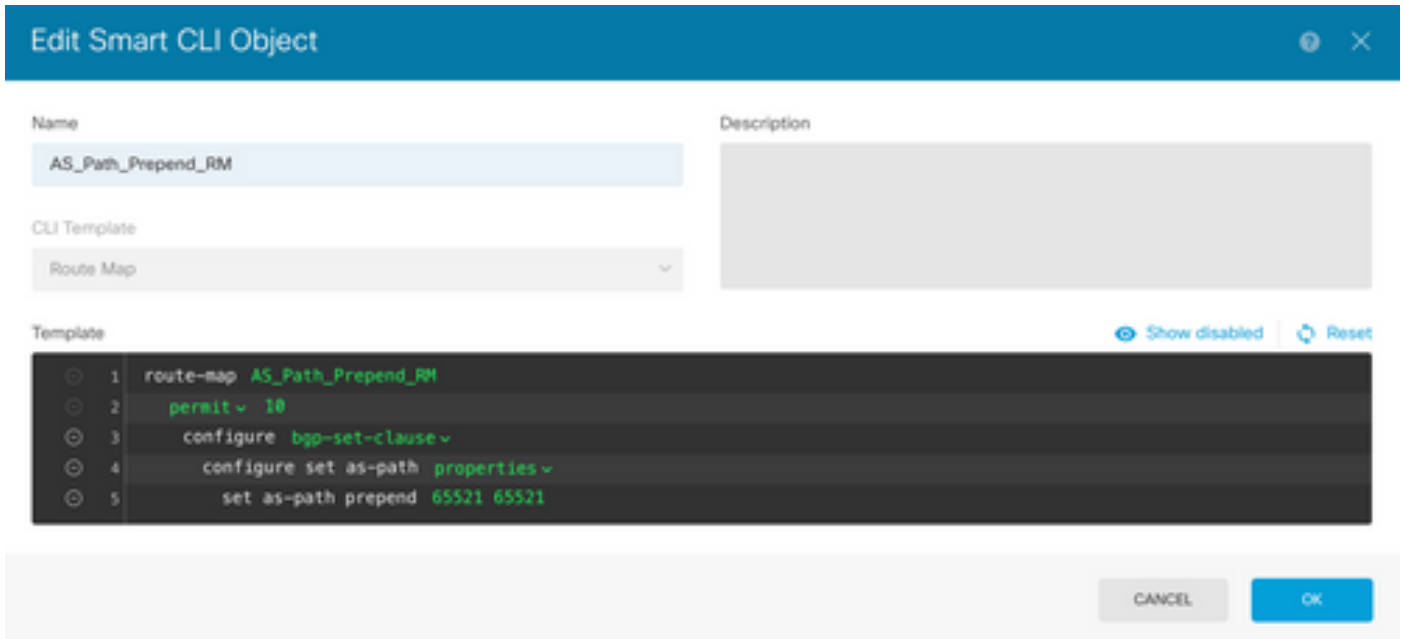 Edit Smart CLI Object
Name
Description
AS_Path_Prepend_RM
CLI Template
Route Map
Template
Show disabled
Reset
1 route-map AS_Path_Prepend_RM
2 permit 10
3 configure bgp-set-clause
4 configure set as-path properties
5 set as-path prepend 65521 65521
CANCEL
OK